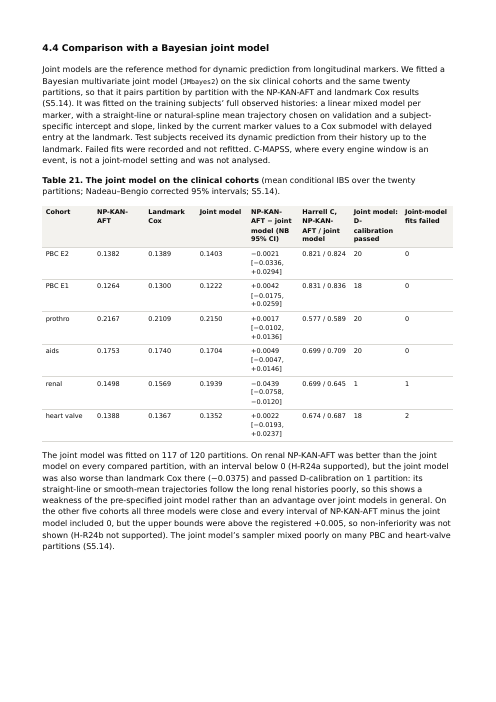 4.4 Comparison with a Bayesian joint model
Joint models are the reference method for dynamic prediction from longitudinal markers. We fitted a
Bayesian multivariate joint model (JMbayes2) on the six clinical cohorts and the same twenty
partitions, so that it pairs partition by partition with the NP-KAN-AFT and landmark Cox results
(S5.14). It was fitted on the training subjects' full observed histories: a linear mixed model per
marker, with a straight-line or natural-spline mean trajectory chosen on validation and a subject-
specific intercept and slope, linked by the current marker values to a Cox submodel with delayed
entry at the landmark. Test subjects received its dynamic prediction from their history up to the
landmark. Failed fits were recorded and not refitted. C-MAPSS, where every engine window is an
event, is not a joint-model setting and was not analysed.
Table 21. The joint model on the clinical cohorts (mean conditional IBS over the twenty
partitions; Nadeau–Bengio corrected 95% intervals; S5.14).
Cohort NP-KAN-AFT Landmark Cox Joint model NP-KAN-AFT − joint model (NB 95% CI) Harrell C, NP-KAN-AFT / joint model Joint model: D-calibration passed Joint-model fits failed
PBC E2 0.1382 0.1389 0.1403 −0.0021 [−0.0336, +0.0294] 0.821 / 0.824 20 0
PBC E1 0.1264 0.1300 0.1222 +0.0042 [−0.0175, +0.0259] 0.831 / 0.836 18 0
prothro 0.2167 0.2109 0.2150 +0.0017 [−0.0102, +0.0136] 0.577 / 0.589 20 0
aids 0.1753 0.1740 0.1704 +0.0049 [−0.0047, +0.0146] 0.699 / 0.709 20 0
renal 0.1498 0.1569 0.1939 −0.0439 [−0.0758, −0.0120] 0.699 / 0.645 1 1
heart valve 0.1388 0.1367 0.1352 +0.0022 [−0.0193, +0.0237] 0.674 / 0.687 18 2
The joint model was fitted on 117 of 120 partitions. On renal NP-KAN-AFT was better than the joint
model on every compared partition, with an interval below 0 (H-R24a supported), but the joint model
was also worse than landmark Cox there (−0.0375) and passed D-calibration on 1 partition: its
straight-line or smooth-mean trajectories follow the long renal histories poorly, so this shows a
weakness of the pre-specified joint model rather than an advantage over joint models in general. On
the other five cohorts all three models were close and every interval of NP-KAN-AFT minus the joint
model included 0, but the upper bounds were above the registered +0.005, so non-inferiority was not
shown (H-R24b not supported). The joint model's sampler mixed poorly on many PBC and heart-valve
partitions (S5.14).